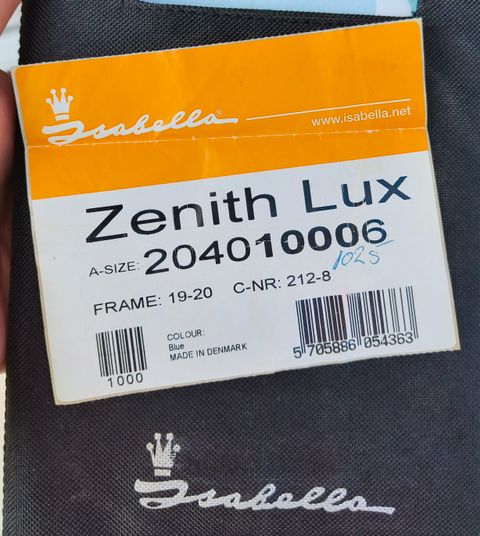 Isabella®
www.isabella.net
Zenith Lux
A-SIZE: 204010006
1025
FRAME: 19-20 C-NR: 212-8
COLOUR:
Blue
MADE IN DENMARK
1000
5 705886 054363
Isabella